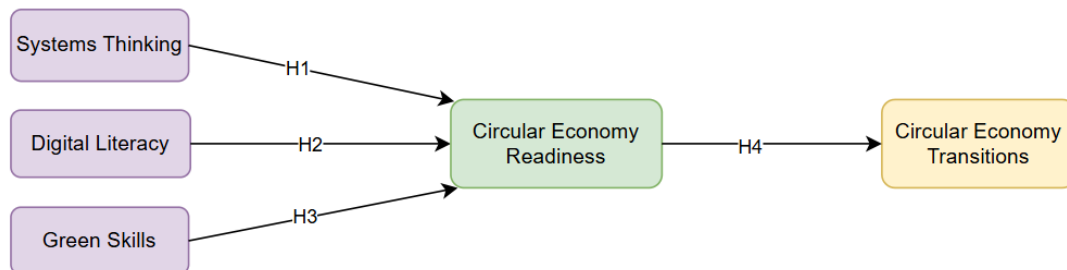 Systems Thinking
H1
Digital Literacy
H2
Circular Economy
Readiness
H4
Circular Economy
Transitions
H3
Green Skills